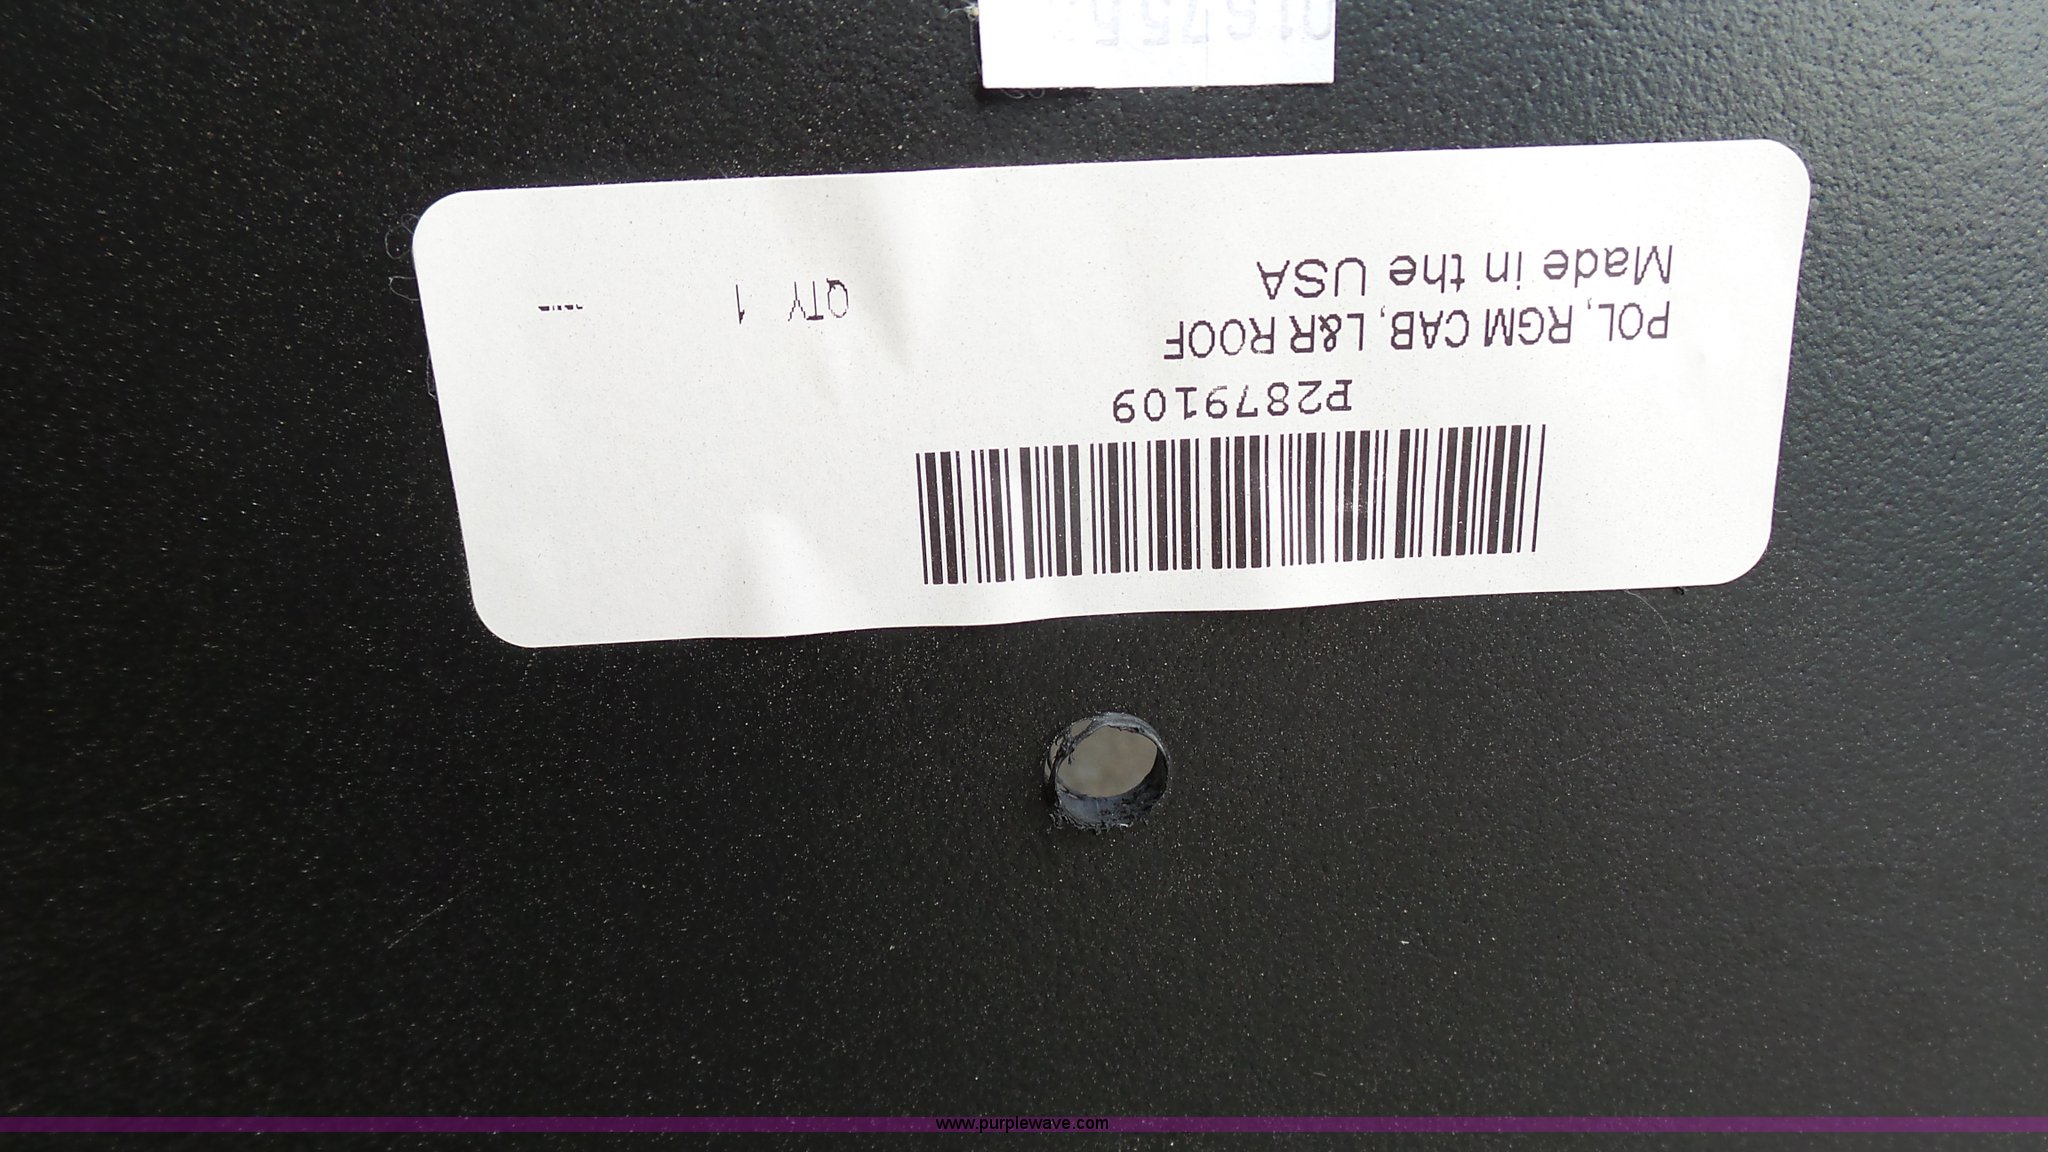 P2879109
POL, RGM CAB, L&R ROOF
Made in the USA
QTY 1
www.purplewave.com